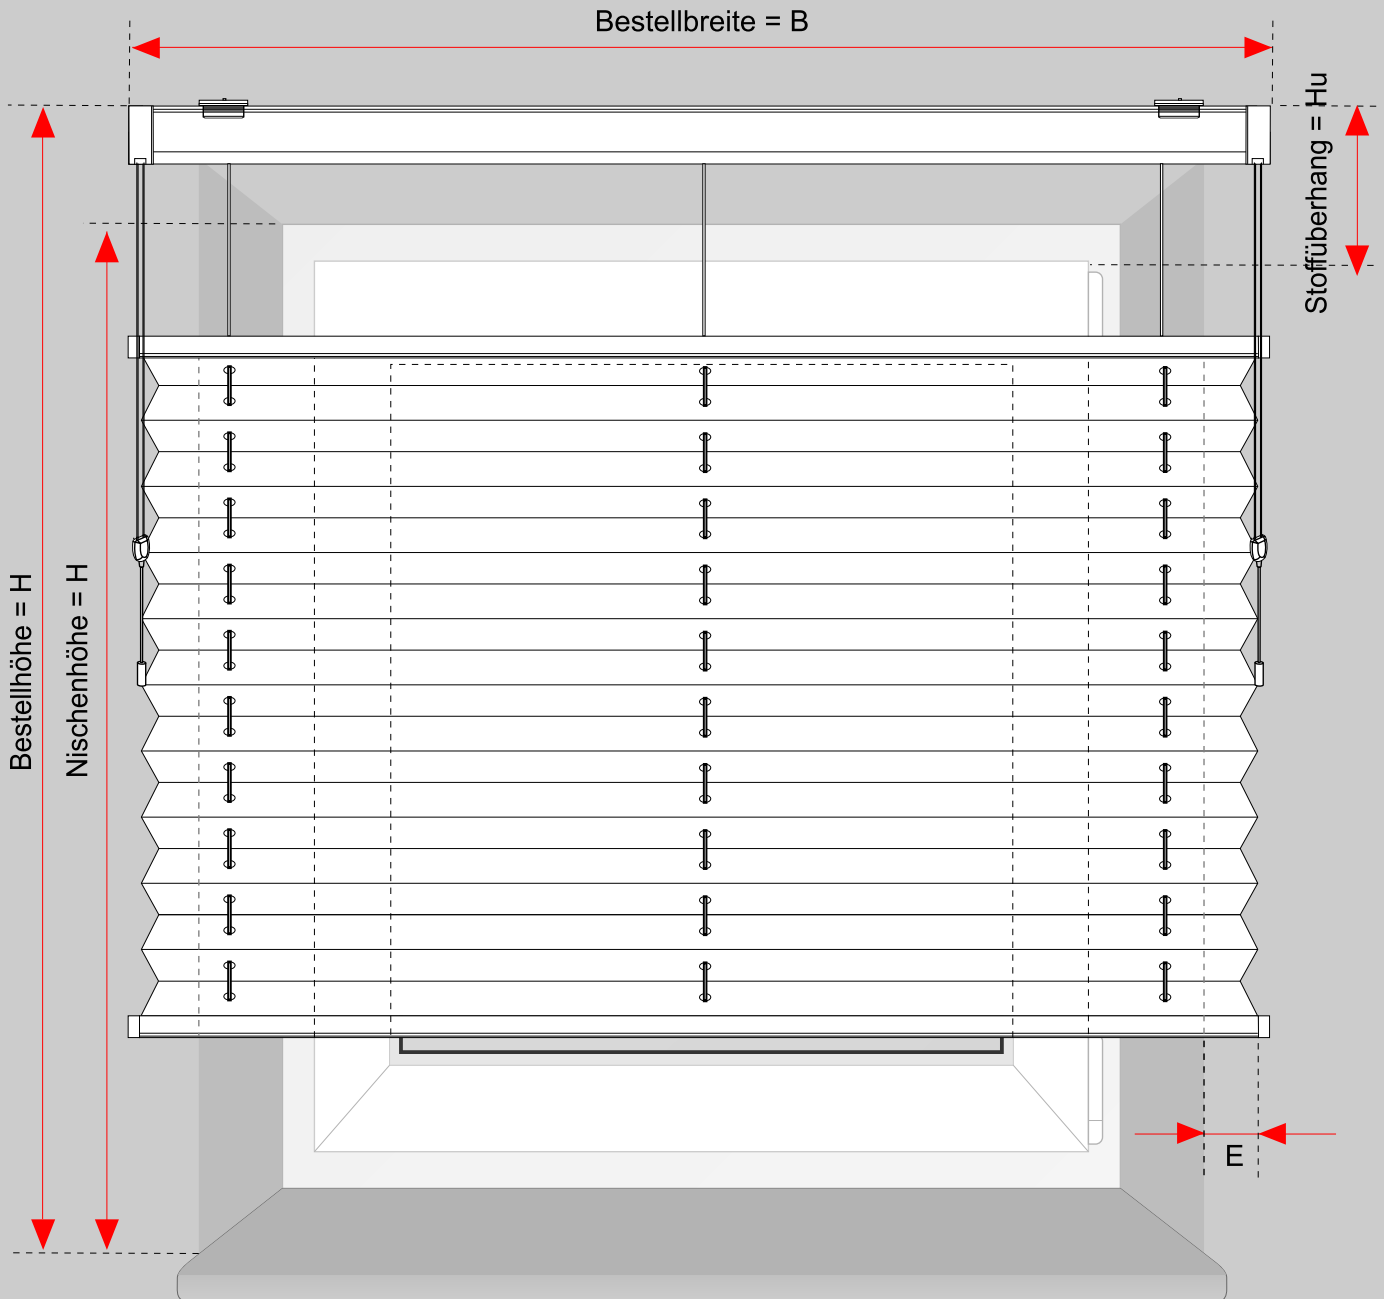 Bestellbreite = B
Stoffüberhang = Hu
Bestellhöhe = H
Nischenhöhe = H
E